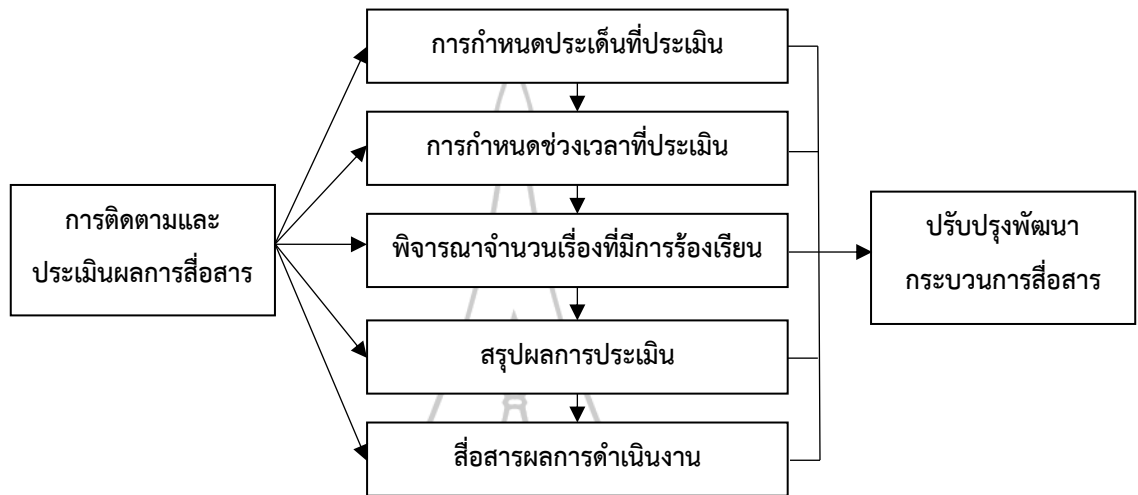 การกำหนดประเด็นที่ประเมิน
การกำหนดช่วงเวลาที่ประเมิน
การติดตามและ
ประเมินผลการสื่อสาร
พิจารณาจำนวนเรื่องที่มีการร้องเรียน
ปรับปรุงพัฒนา
กระบวนการสื่อสาร
สรุปผลการประเมิน
สื่อสารผลการดำเนินงาน